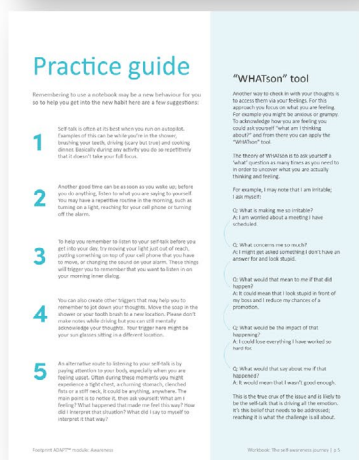 Practice guide
Remembering to use a notebook may be a new behaviour for you
so to help you get into the new habit here are a few suggestions:
1
Self-talk is often at its best when you run on autopilot.
Examples of this can be while you're in the shower,
brushing your teeth, driving (scary but true) and cooking
dinner. Basically during any activity you do so repetitively
that it doesn't take your full focus.
2
Another good time can be as soon as you wake up; before
you do anything, listen to what you are saying to yourself.
You may have a repetitive routine in the morning, such as
turning on a light, reaching for your cell phone or turning
off the alarm.
3
To help you remember to listen to your self-talk before you
get into your day, try moving your light just out of reach,
putting something on top of your cell phone that you have
to move, or changing the sound on your alarm. These things
will trigger you to remember that you want to listen in on
your morning inner dialog.
4
You can also create other triggers that may help you to
remember to jot down your thoughts. Move the soap in the
shower or your tooth brush to a new location. Please don't
make notes while driving but you can still mentally
acknowledge your thoughts. Your trigger here might be
your sun glasses sitting in a different location.
5
An alternative route to listening to your self-talk is by
paying attention to your body, especially when you are
feeling upset. Often during these moments you might
experience a tight chest, a churning stomach, clenched
fists or a stiff neck, it could be anything, anywhere. The
main point is to notice it, then ask yourself: What am I
feeling? What happened that made me feel this way? How
did I interpret that situation? What did I say to myself to
interpret it that way?
Footprint ADAPT™ module: Awareness
"WHATson" tool
Another way to check in with your thoughts is
to access them via your feelings. For this
approach you focus on what you are feeling.
For example you might be anxious or grumpy.
To acknowledge how you are feeling you
could ask yourself "what am I thinking
about?" and from there you can apply the
"WHATson" tool.
The theory of WHATson is to ask yourself a
'what' question as many times as you need to
in order to uncover what you are actually
thinking and feeling.
For example, I may note that I am irritable;
I ask myself:
Q: What is making me so irritable?
A: I am worried about a meeting I have
scheduled.
Q: What concerns me so much?
A: I might get asked something I don't have an
answer for and look stupid.
Q: What would that mean to me if that did
happen?
A: It could mean that I look stupid in front of
my boss and I reduce my chances of a
promotion.
Q: What would be the impact of that
happening?
A: I could lose everything I have worked so
hard for.
Q: What would that say about me if that
happened?
A: It would mean that I wasn't good enough.
This is the true crux of the issue and is likely to
be the self-talk that is driving all the emotion.
It's this belief that needs to be addressed;
reaching it is what the challenge is all about.
Workbook: The self-awareness journey | p.5